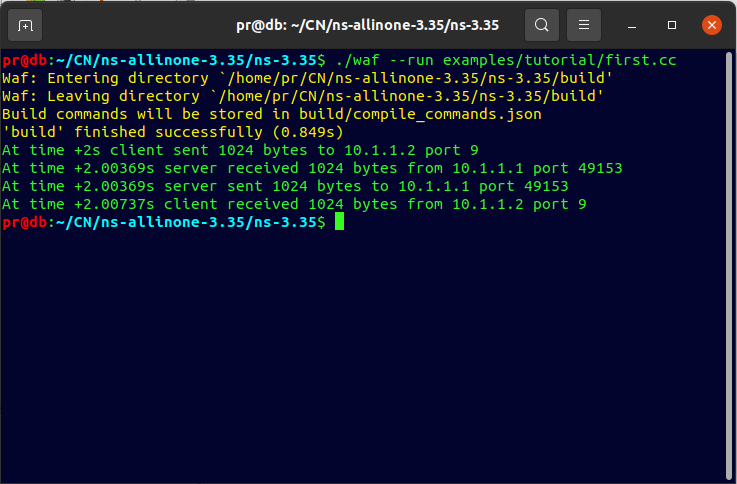 pr@db: ~/CN/ns-allinone-3.35/ns-3.35
pr@db:~/CN/ns-allinone-3.35/ns-3.35$ ./waf --run examples/tutorial/first.cc
Waf: Entering directory `/home/pr/CN/ns-allinone-3.35/ns-3.35/build'
Waf: Leaving directory `/home/pr/CN/ns-allinone-3.35/ns-3.35/build'
Build commands will be stored in build/compile_commands.json
'build' finished successfully (0.849s)
At time +2s client sent 1024 bytes to 10.1.1.2 port 9
At time +2.00369s server received 1024 bytes from 10.1.1.1 port 49153
At time +2.00369s server sent 1024 bytes to 10.1.1.1 port 49153
At time +2.00737s client received 1024 bytes from 10.1.1.2 port 9
pr@db:~/CN/ns-allinone-3.35/ns-3.35$